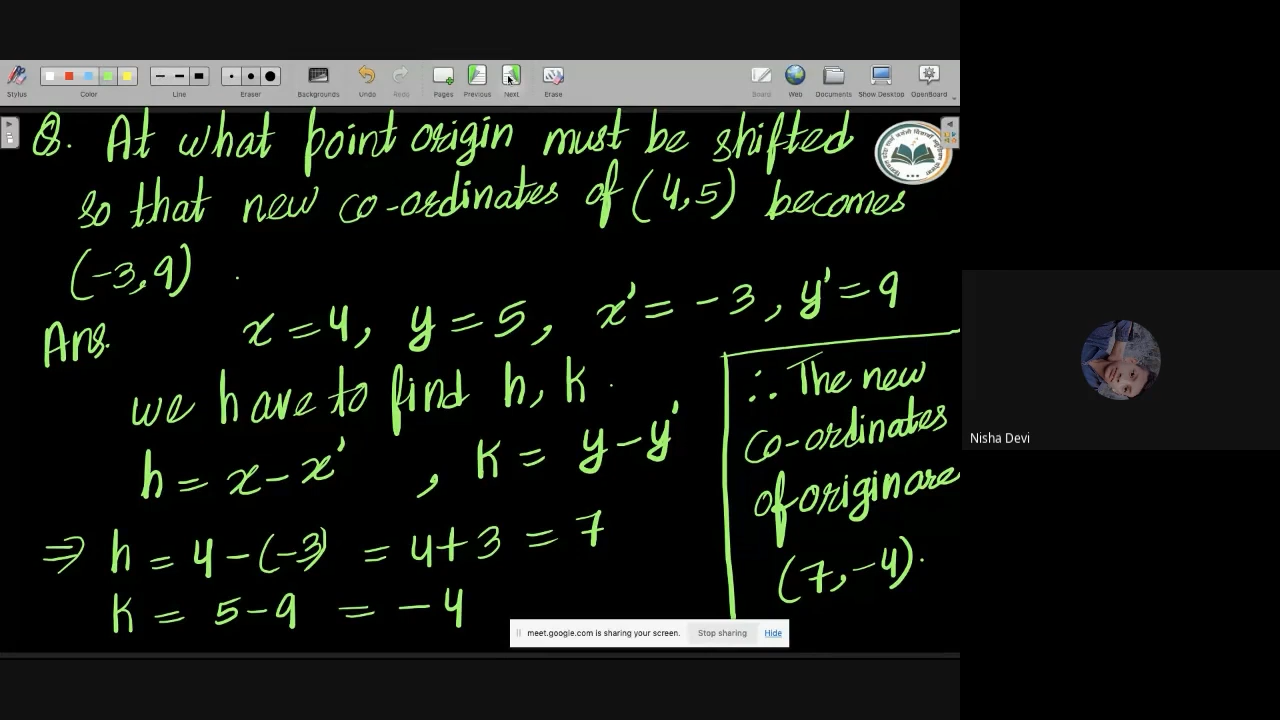 Stylus Color Line Eraser Backgrounds Undo Redo Pages Previous Next Erase Board Web Documents Show Desktop OpenBoard
Q. At what point origin must be shifted
so that new co-ordinates of (4,5) becomes
(-3,9)
Ans. x = 4, y = 5, x' = -3, y' = 9
we have to find h, k.
h = x - x' , k = y - y'
⇒ h = 4 - (-3) = 4 + 3 = 7
k = 5 - 9 = -4
∴ The new
co-ordinates
of origin are
(7, -4).
Nisha Devi
meet.google.com is sharing your screen. Stop sharing Hide